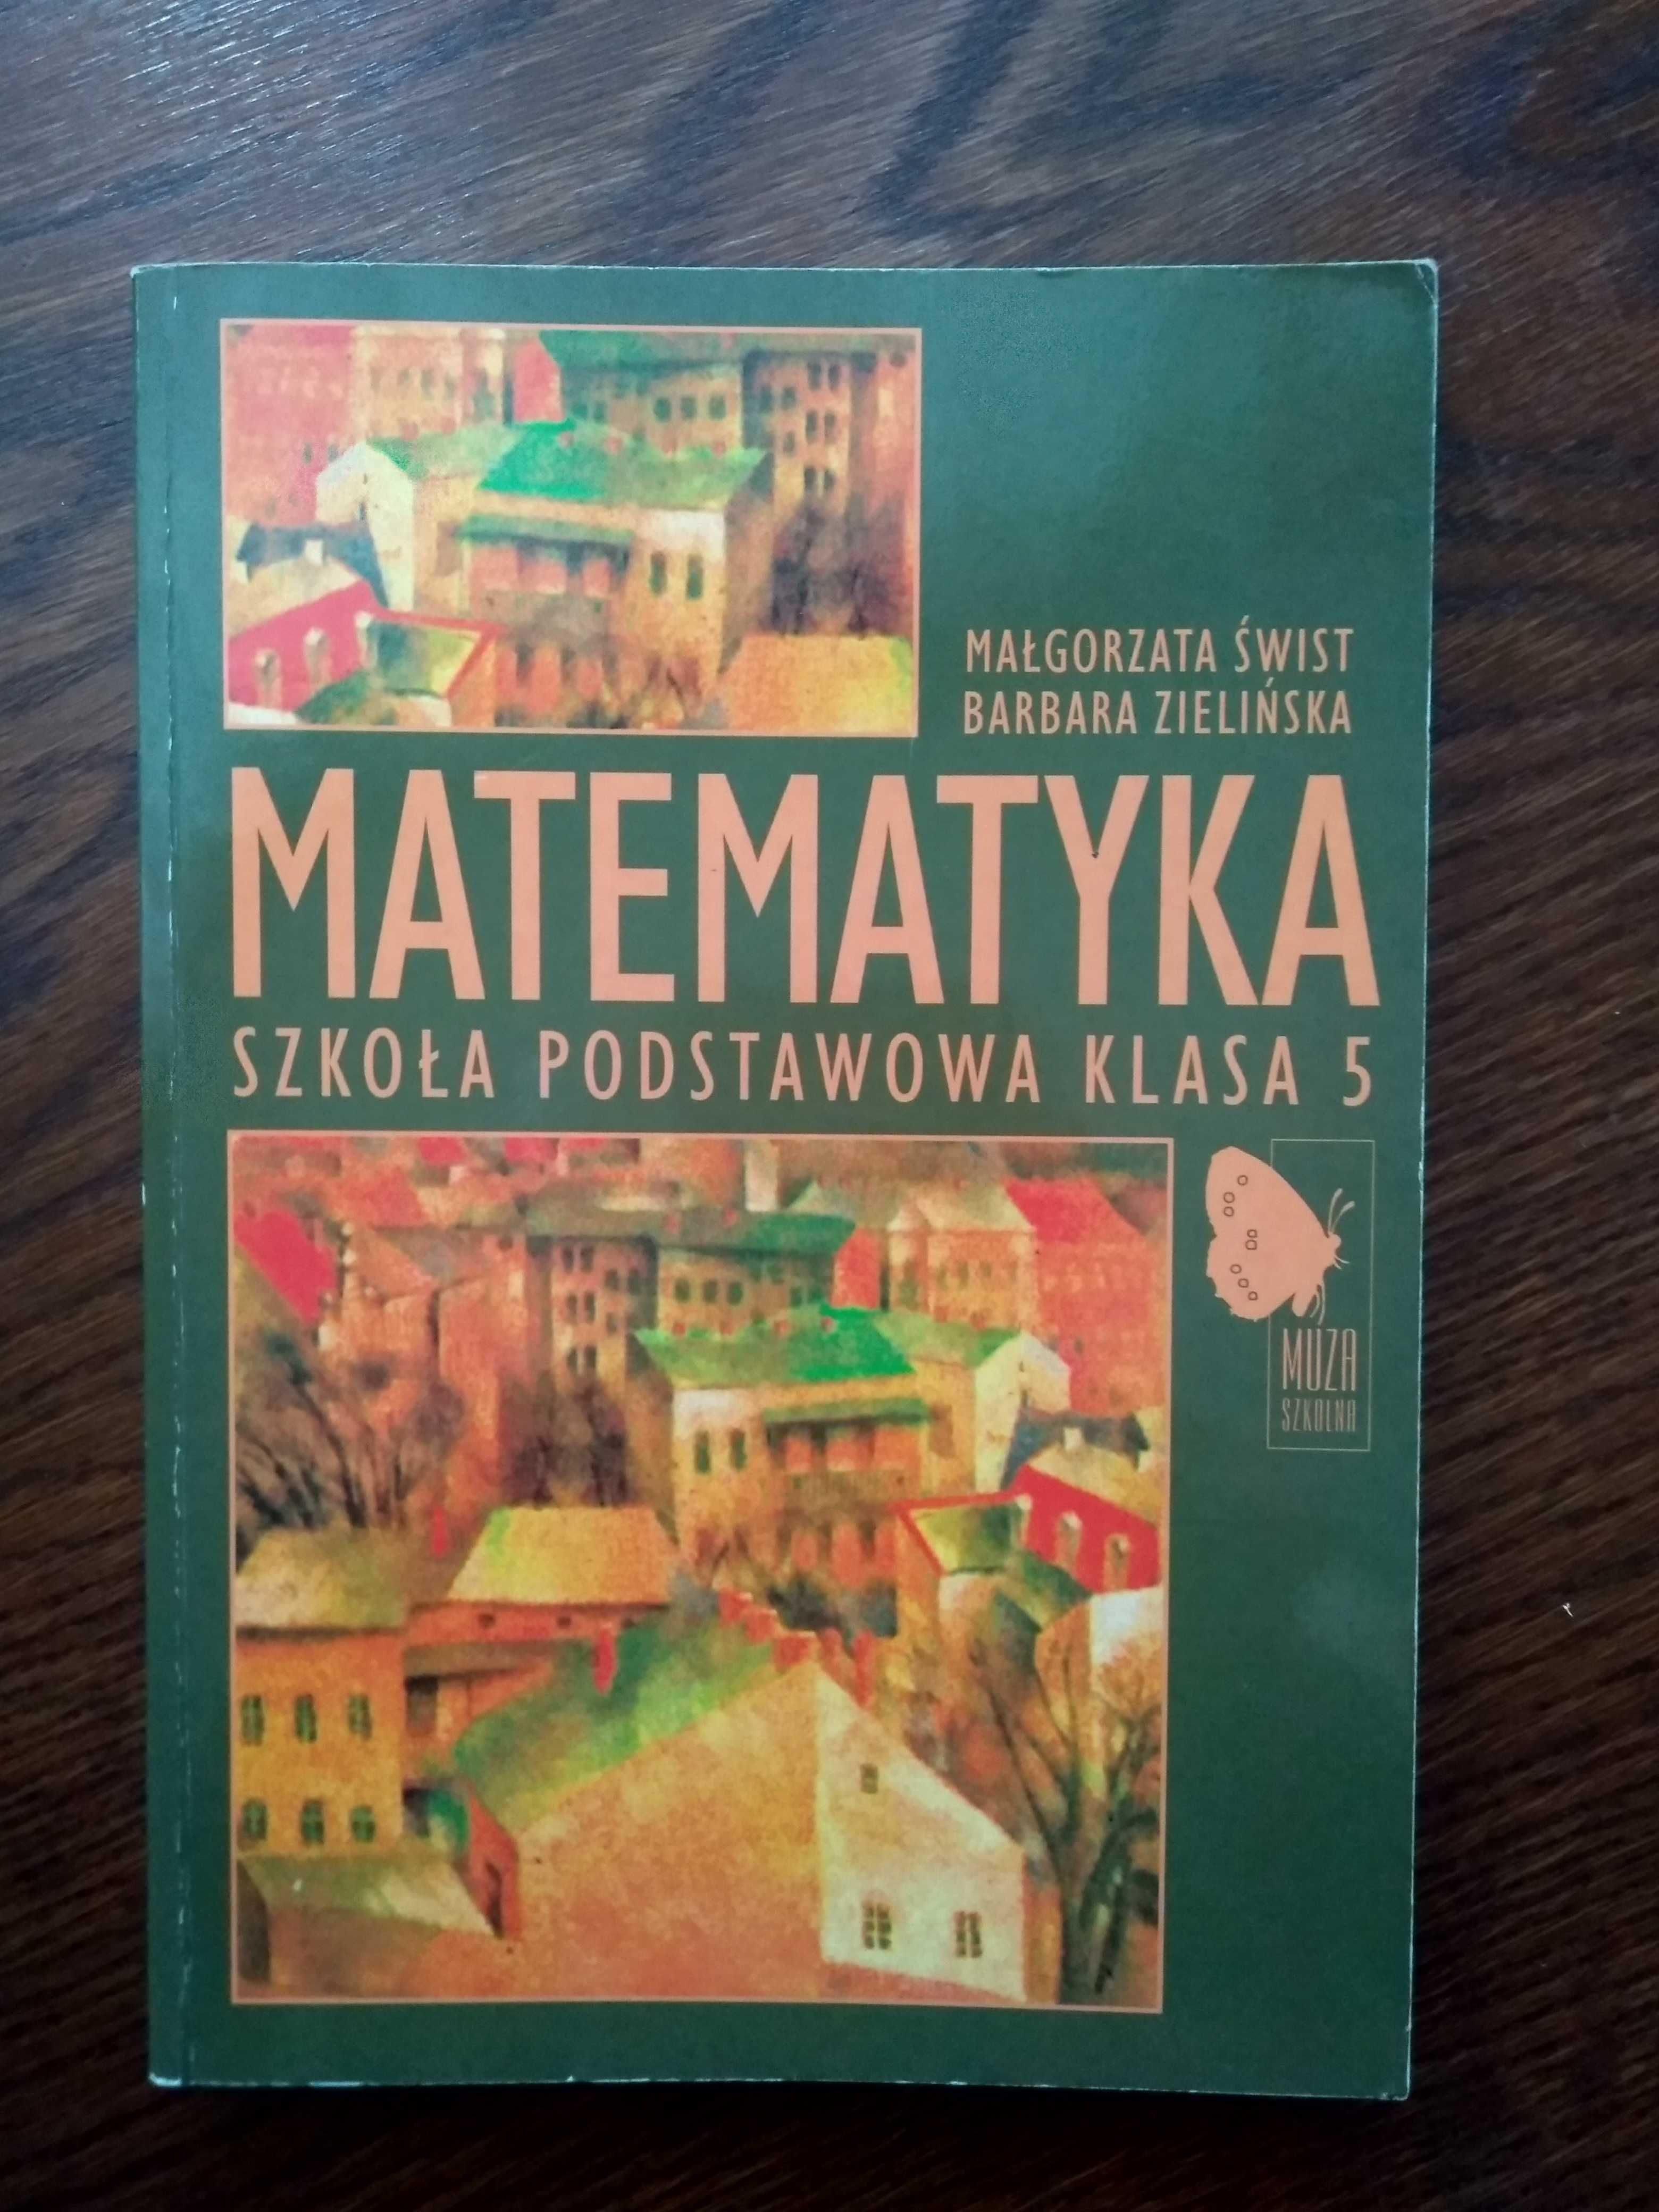 MAŁGORZATA ŚWIST
BARBARA ZIELIŃSKA
MATEMATYKA
SZKOŁA PODSTAWOWA KLASA 5
MUZA
SZKOLNA